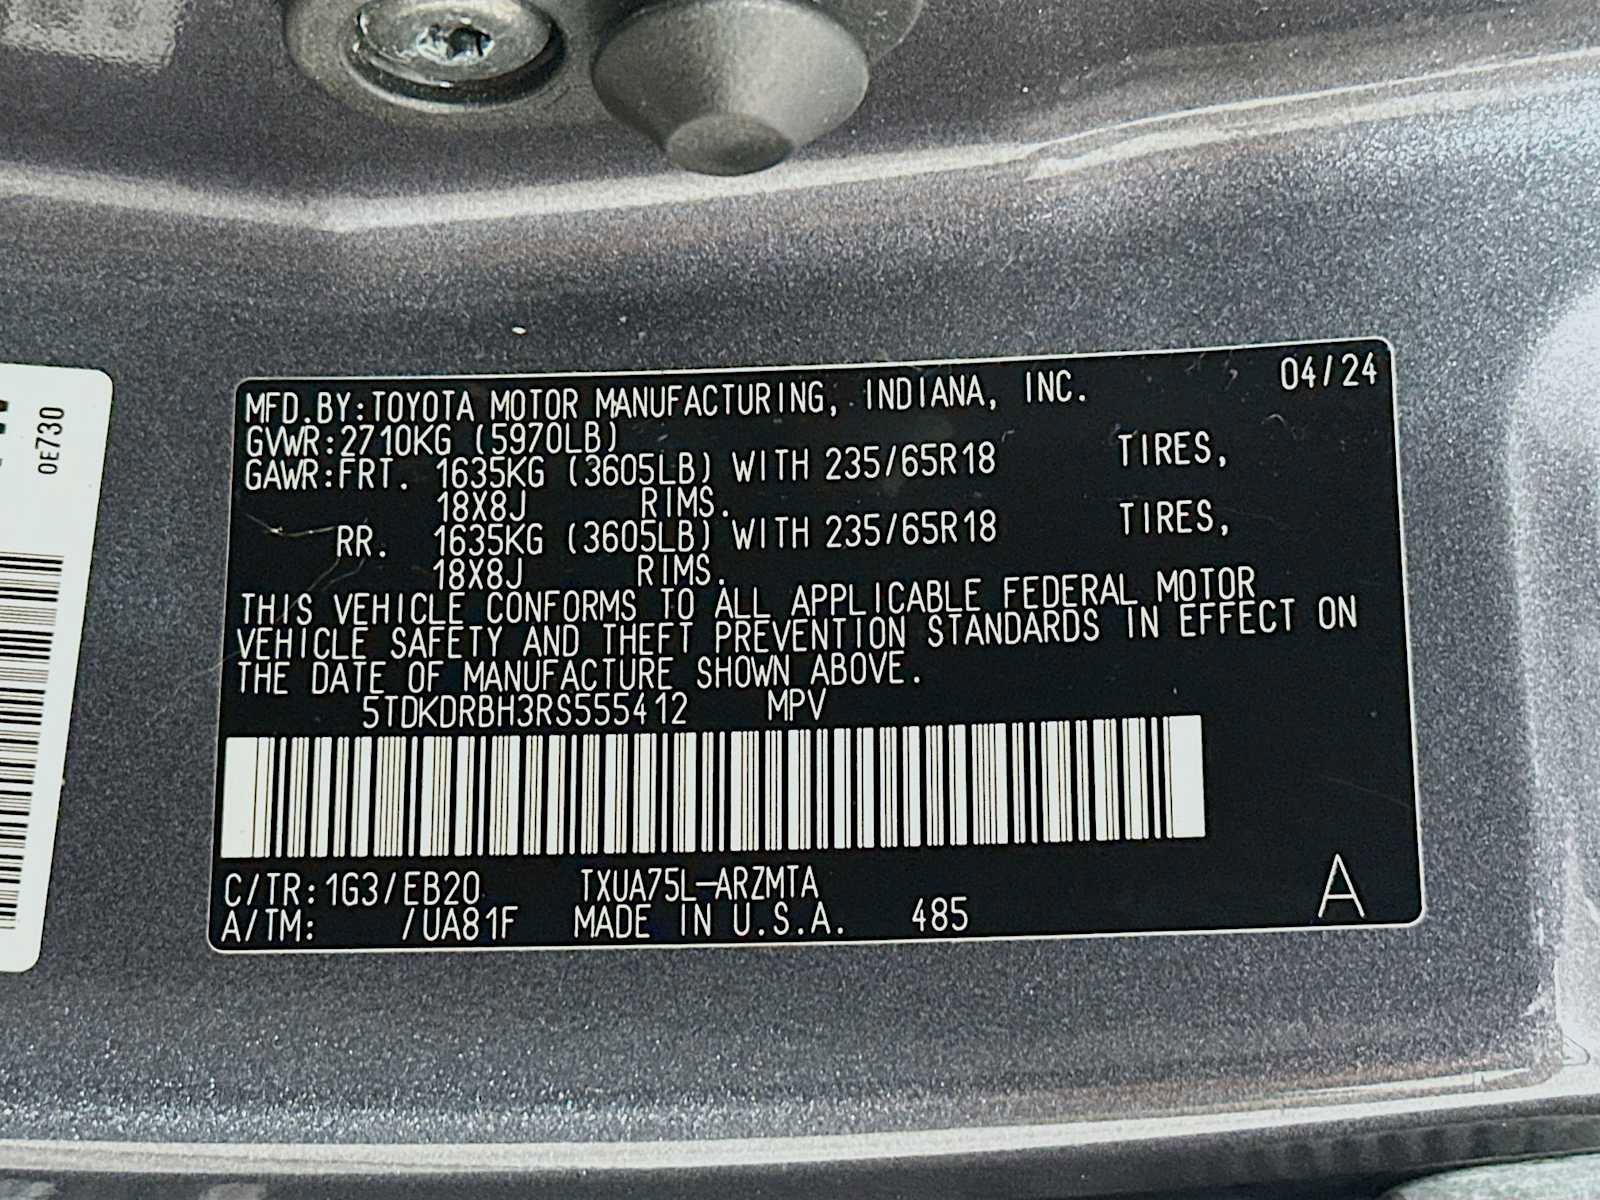 MFD.BY:TOYOTA MOTOR MANUFACTURING, INDIANA, INC. 04/24
GVWR:2710KG (5970LB)
GAWR:FRT. 1635KG (3605LB) WITH 235/65R18 TIRES,
18X8J RIMS.
RR. 1635KG (3605LB) WITH 235/65R18 TIRES,
18X8J RIMS.
THIS VEHICLE CONFORMS TO ALL APPLICABLE FEDERAL MOTOR
VEHICLE SAFETY AND THEFT PREVENTION STANDARDS IN EFFECT ON
THE DATE OF MANUFACTURE SHOWN ABOVE.
5TDKDRBH3RS555412 MPV
C/TR:1G3/EB20 TXUA75L-ARZMTA
A/TM: /UA81F MADE IN U.S.A. 485
A
0E730